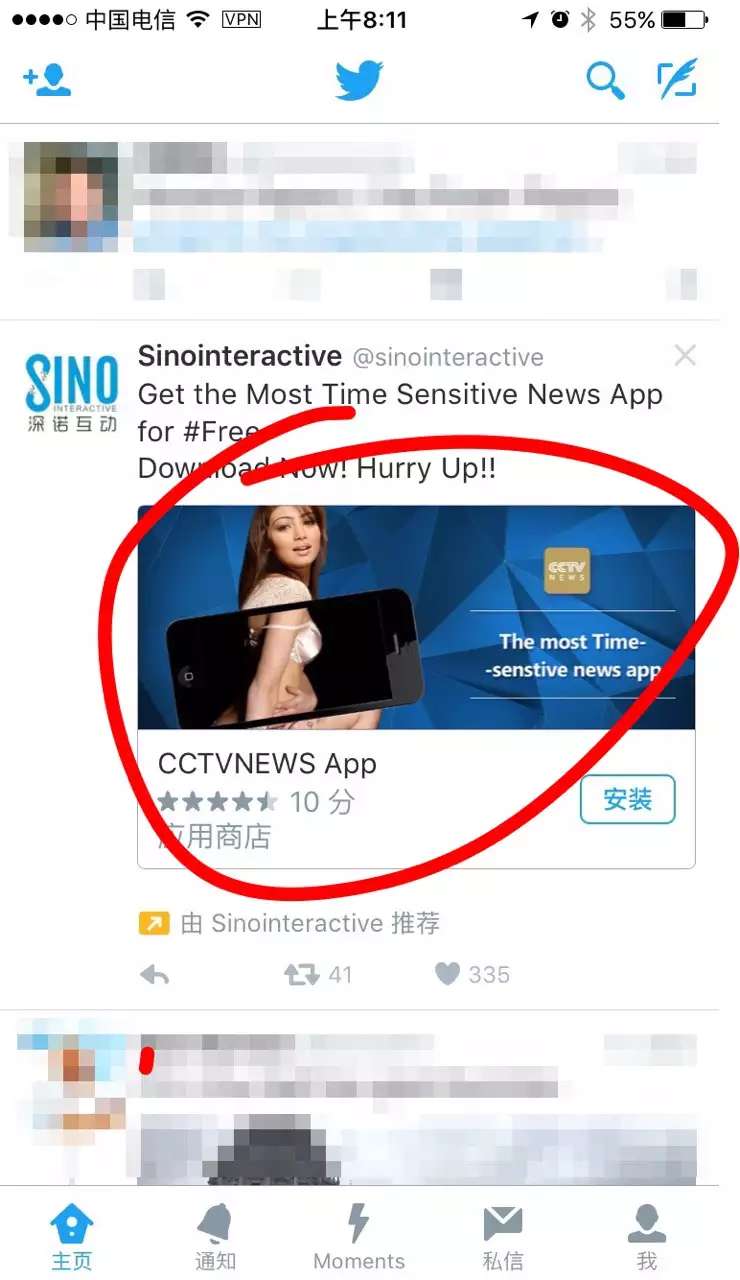 中国电信 VPN 上午8:11 55%
SINO
INTERACTIVE
深诺互动
Sinointeractive @sinointeractive
Get the Most Time Sensitive News App
for #Free
Download Now! Hurry Up!!
CCTV
NEWS
The most Time-
-senstive news app
CCTVNEWS App
10 分
安装
应用商店
由 Sinointeractive 推荐
41 335
主页 通知 Moments 私信 我